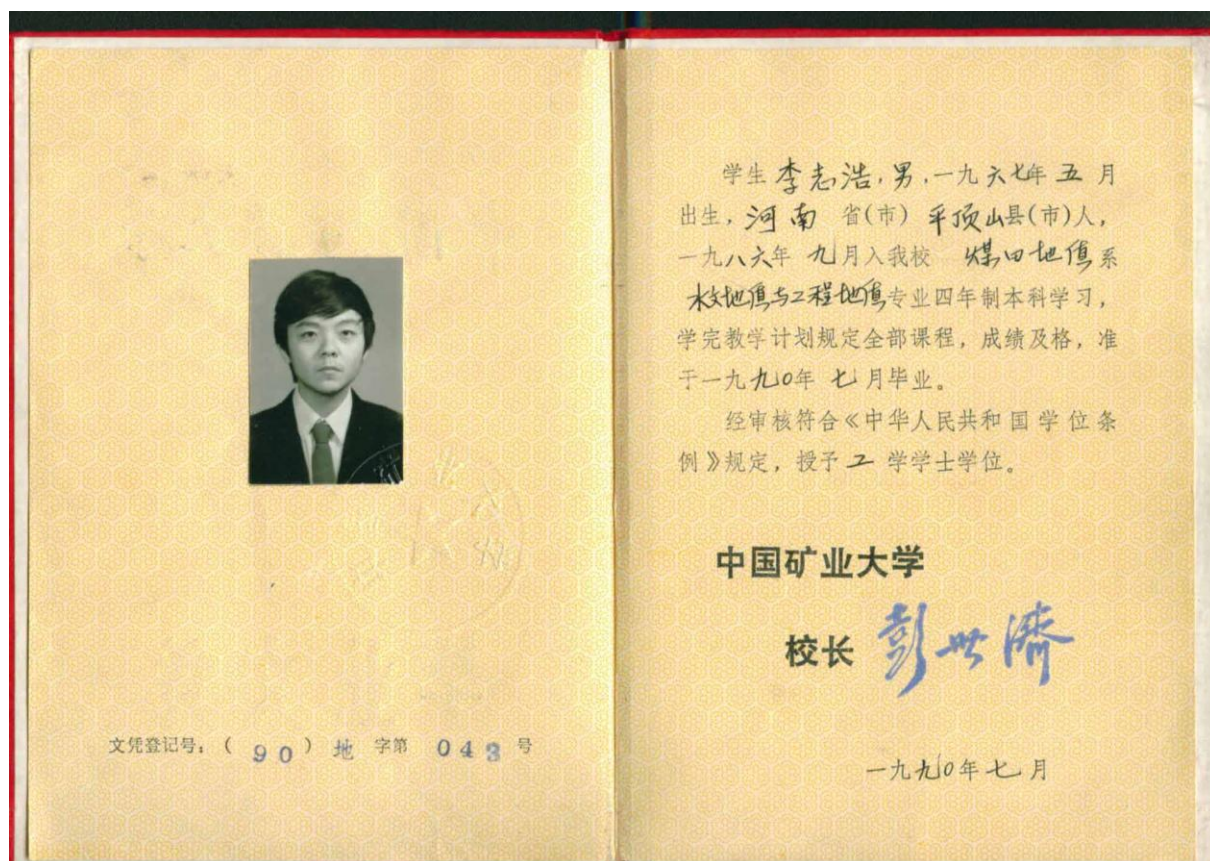 文凭登记号：（90）地 字第 043 号
学生 李志浩，男，一九六七年 五 月
出生，河南 省(市) 平顶山县(市)人，
一九八六年 九月入我校 煤田地质系
水文地质与工程地质专业四年制本科学习，
学完教学计划规定全部课程，成绩及格，准
于一九九〇年 七 月毕业。
经审核符合《中华人民共和国学位条
例》规定，授予 工 学学士学位。
中国矿业大学
校长 彭世济
一九九〇年 七 月